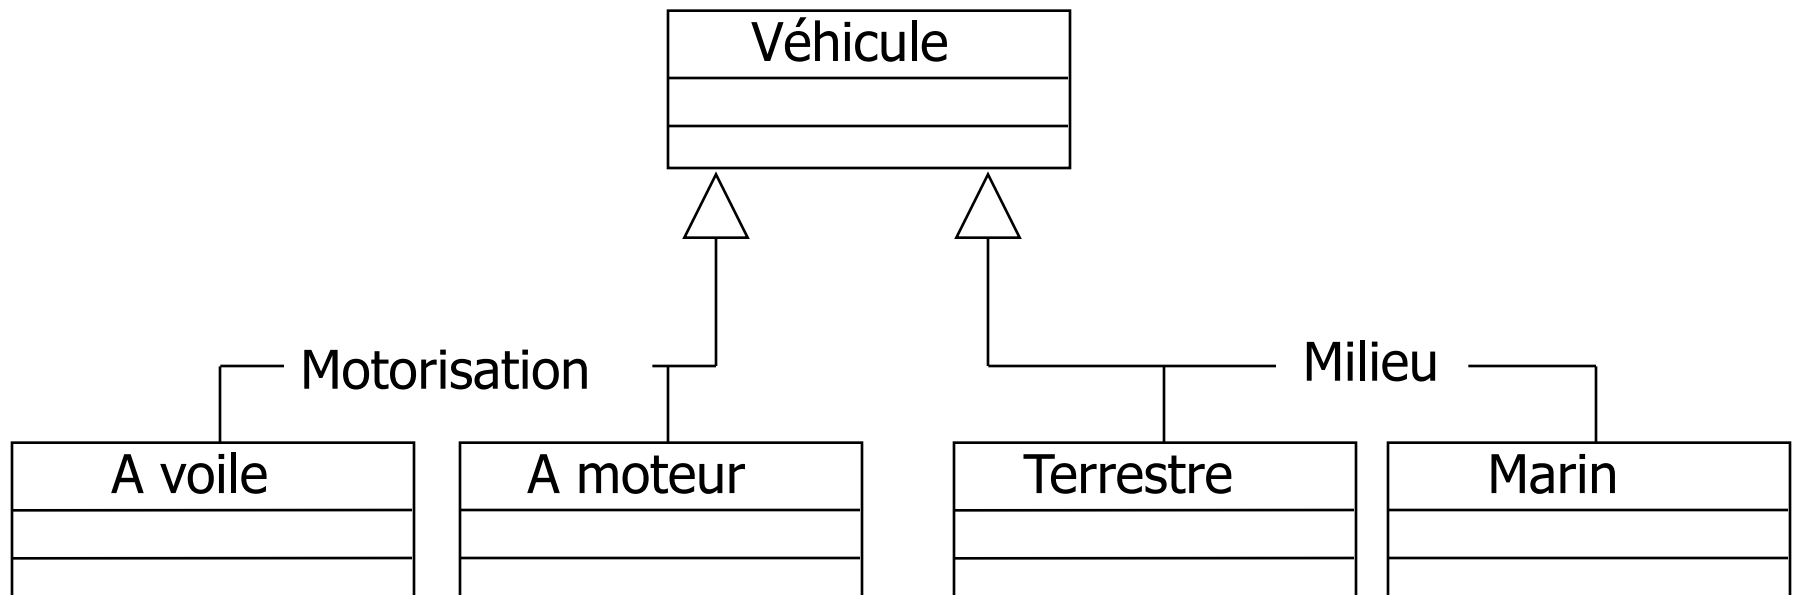 Véhicule
Motorisation
Milieu
A voile
A moteur
Terrestre
Marin